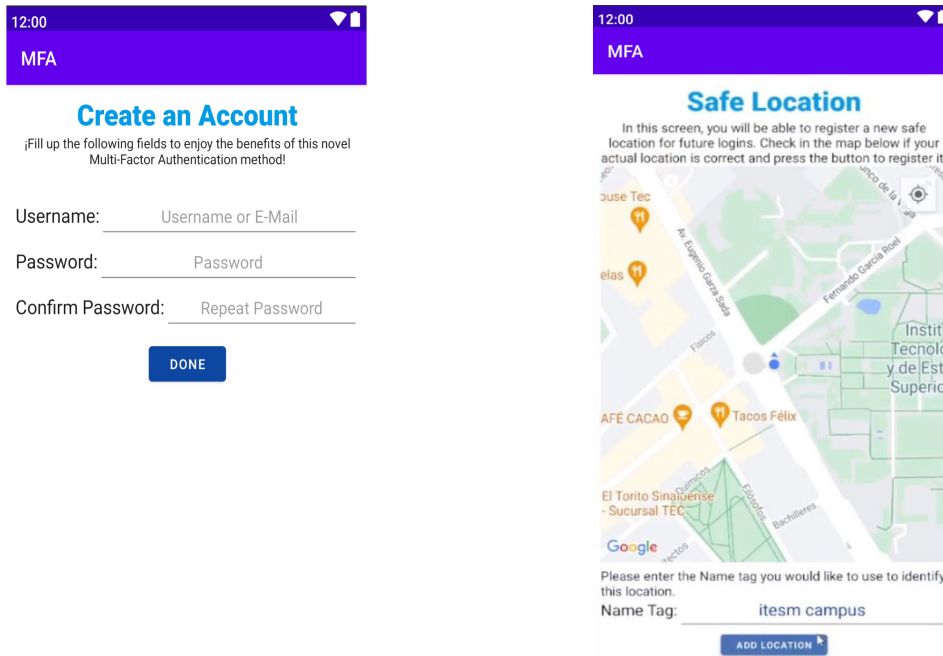 12:00
MFA
Create an Account
¡Fill up the following fields to enjoy the benefits of this novel
Multi-Factor Authentication method!
Username: Username or E-Mail
Password: Password
Confirm Password: Repeat Password
DONE
12:00
MFA
Safe Location
In this screen, you will be able to register a new safe
location for future logins. Check in the map below if your
actual location is correct and press the button to register it
ouse Tec
elas
Av. Eugenio Garza Sada
Fernando García Roel
nco de la Vega
Físicos
Instit
Tecnolo
y de Est
Superio
AFÉ CACAO
Tacos Félix
Químicos
Filósofos
Bachilleres
El Torito Sinaloense
- Sucursal TEC
Google
ectos
Please enter the Name tag you would like to use to identify
this location.
Name Tag: itesm campus
ADD LOCATION